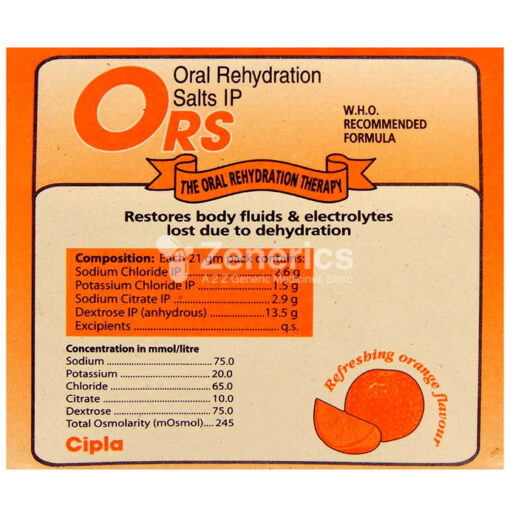 ORS
Oral Rehydration
Salts IP
W.H.O.
RECOMMENDED
FORMULA
THE ORAL REHYDRATION THERAPY
Restores body fluids & electrolytes
lost due to dehydration
Composition: Each 21 gm pack contains:
Sodium Chloride IP 2.6 g
Potassium Chloride IP 1.5 g
Sodium Citrate IP 2.9 g
Dextrose IP (anhydrous) 13.5 g
Excipients q.s.
Zenerics
A 2 Z Generic Medicines Store
Concentration in mmol/litre
Sodium 75.0
Potassium 20.0
Chloride 65.0
Citrate 10.0
Dextrose 75.0
Total Osmolarity (mOsmol).... 245
Refreshing orange flavour
Cipla